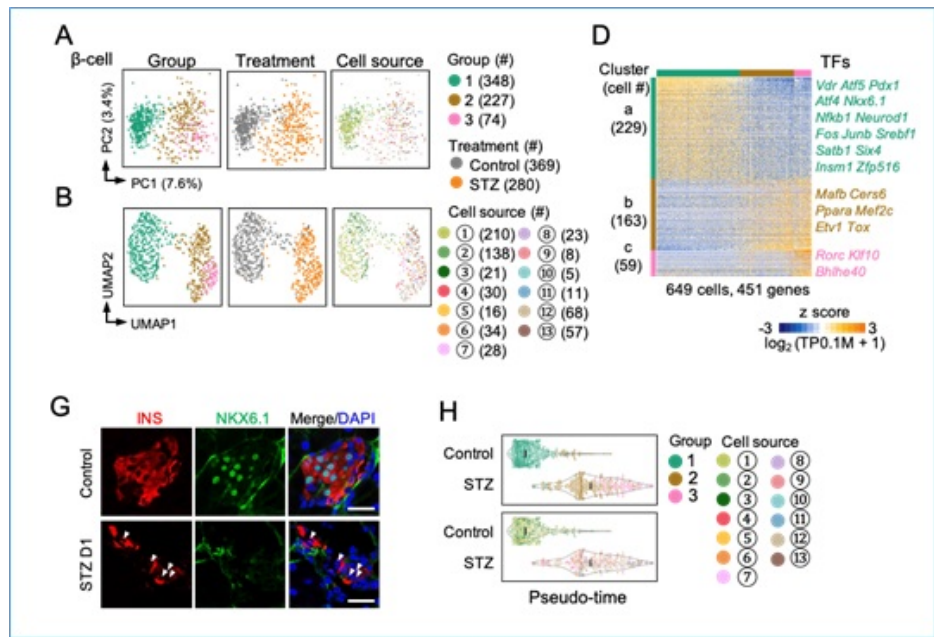 A
β-cell
Group
Treatment
Cell source
PC2 (3.4%)
PC1 (7.6%)
Group (#)
1 (348)
2 (227)
3 (74)
Treatment (#)
Control (369)
STZ (280)
B
UMAP2
UMAP1
Cell source (#)
① (210)
② (138)
③ (21)
④ (30)
⑤ (16)
⑥ (34)
⑦ (28)
⑧ (23)
⑨ (8)
⑩ (5)
⑪ (11)
⑫ (68)
⑬ (57)
D
Cluster
(cell #)
TFs
a
(229)
b
(163)
c
(59)
Vdr Atf5 Pdx1
Atf4 Nkx6.1
Nfkb1 Neurod1
Fos Junb Srebf1
Satb1 Six4
Insm1 Zfp516
Mafb Cers6
Ppara Mef2c
Etv1 Tox
Rorc Klf10
Bhlhe40
649 cells, 451 genes
z score
-3 3
log₂ (TP0.1M + 1)
G
INS
NKX6.1
Merge/DAPI
Control
STZ D1
H
Control
STZ
Control
STZ
Pseudo-time
Group
1
2
3
Cell source
①
②
③
④
⑤
⑥
⑦
⑧
⑨
⑩
⑪
⑫
⑬